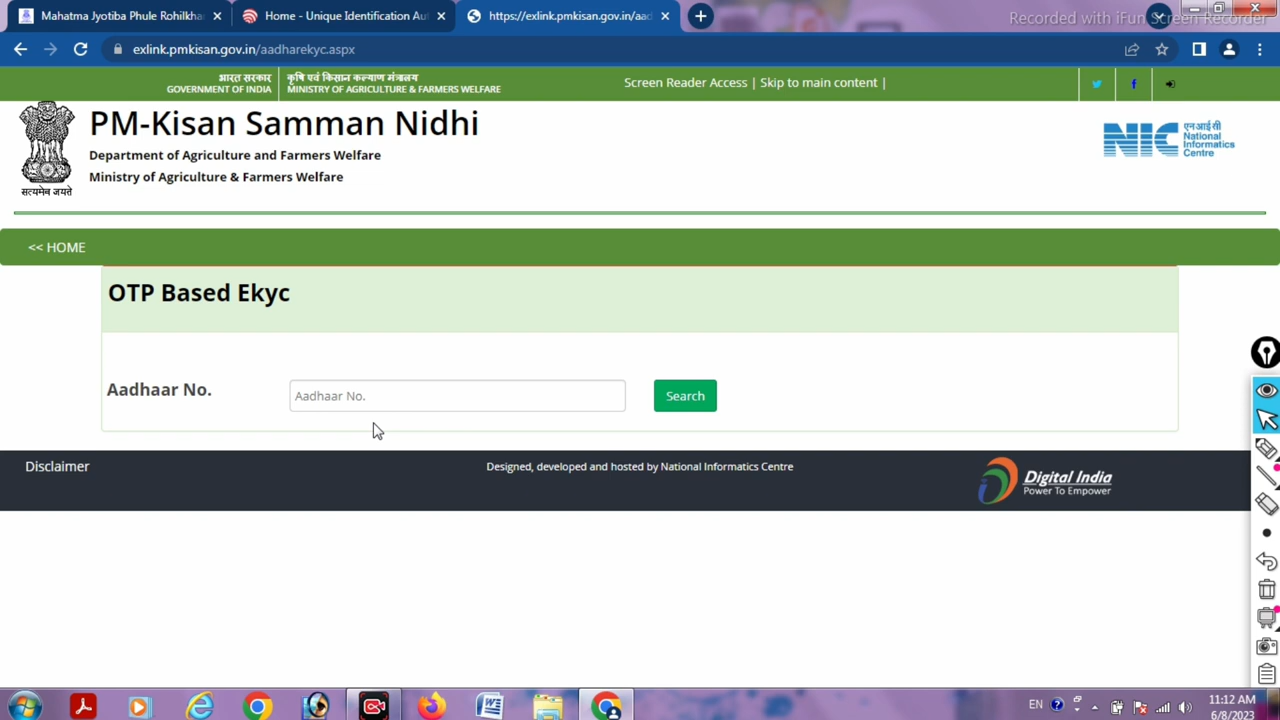 Mahatma Jyotiba Phule Rohilkha
Home - Unique Identification Au
https://exlink.pmkisan.gov.in/aad
Recorded with iFun Screen Recorder
exlink.pmkisan.gov.in/aadharekyc.aspx
भारत सरकार
GOVERNMENT OF INDIA
कृषि एवं किसान कल्याण मंत्रालय
MINISTRY OF AGRICULTURE & FARMERS WELFARE
Screen Reader Access | Skip to main content |
PM-Kisan Samman Nidhi
Department of Agriculture and Farmers Welfare
Ministry of Agriculture & Farmers Welfare
सत्यमेव जयते
NIC
एनआईसी
National
Informatics
Centre
<< HOME
OTP Based Ekyc
Aadhaar No.
Aadhaar No.
Search
Disclaimer
Designed, developed and hosted by National Informatics Centre
Digital India
Power To Empower
EN
11:12 AM
6/8/2023